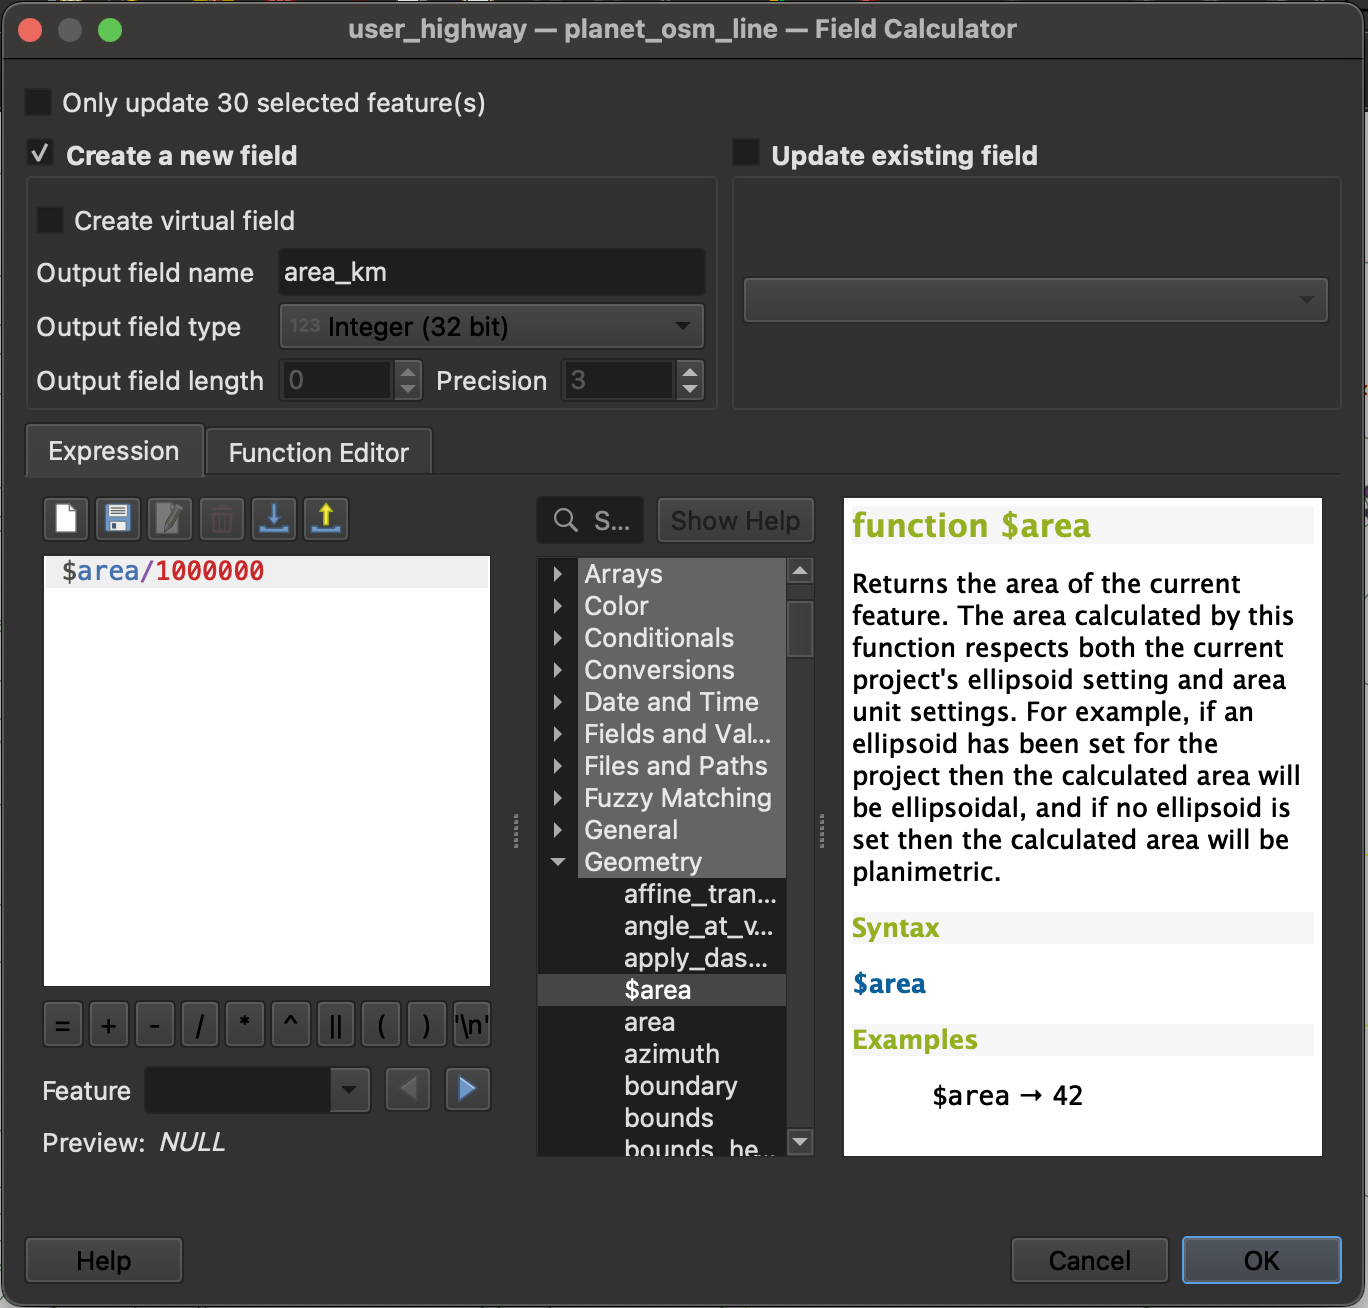 user_highway — planet_osm_line — Field Calculator
Only update 30 selected feature(s)
Create a new field
Update existing field
Create virtual field
Output field name area_km
Output field type 123 Integer (32 bit)
Output field length 0 Precision 3
Expression Function Editor
S... Show Help
$area/1000000
Arrays
Color
Conditionals
Conversions
Date and Time
Fields and Val...
Files and Paths
Fuzzy Matching
General
Geometry
affine_tran...
angle_at_v...
apply_das...
$area
area
azimuth
boundary
bounds
bounds_he...
function $area
Returns the area of the current
feature. The area calculated by this
function respects both the current
project's ellipsoid setting and area
unit settings. For example, if an
ellipsoid has been set for the
project then the calculated area will
be ellipsoidal, and if no ellipsoid is
set then the calculated area will be
planimetric.
Syntax
$area
Examples
$area → 42
= + - / * ^ || ( ) '\n'
Feature
Preview: NULL
Help Cancel OK